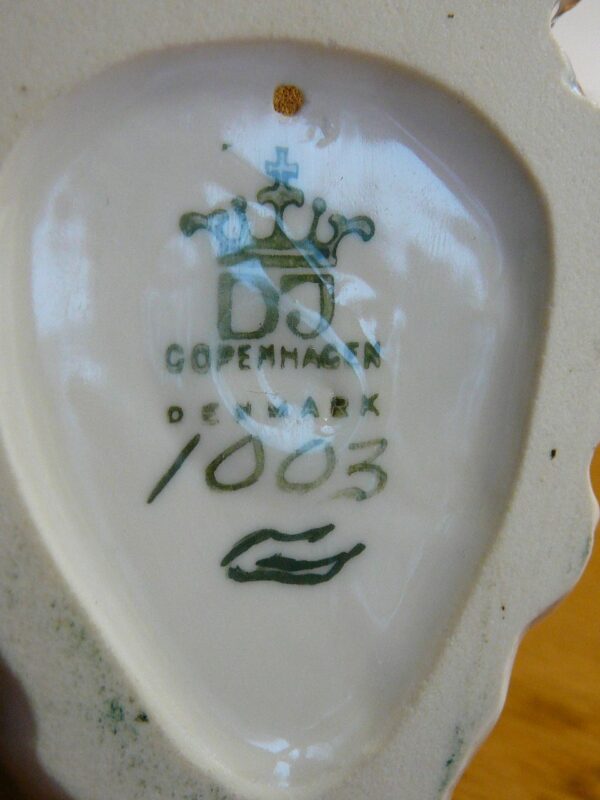 DJ
COPENHAGEN
DENMARK
1003